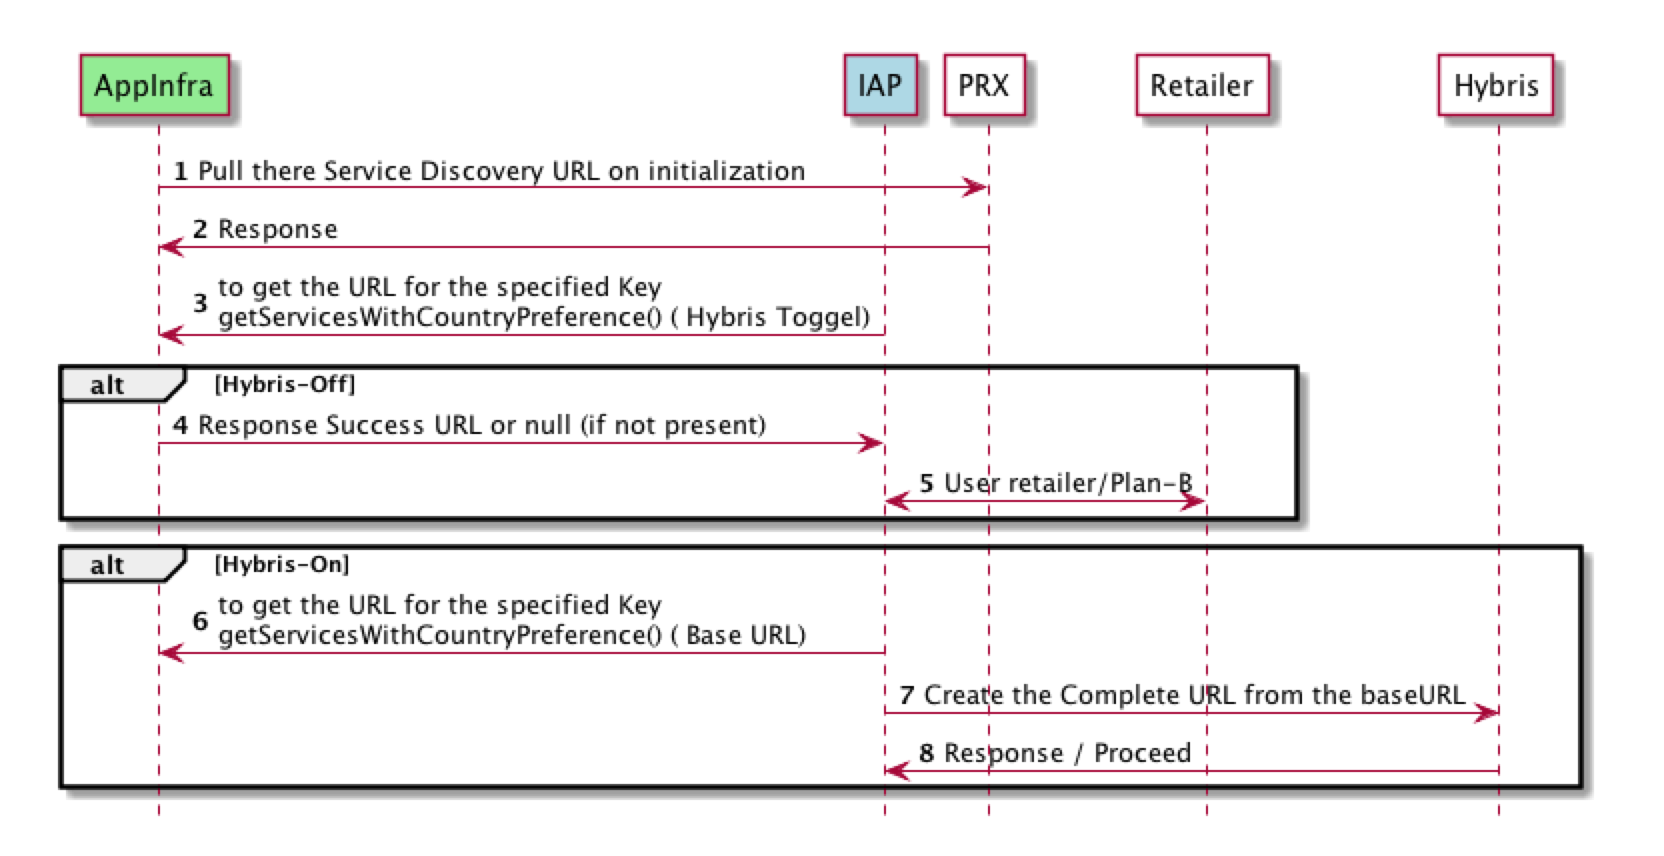 AppInfra IAP PRX Retailer Hybris
1 Pull there Service Discovery URL on initialization
2 Response
3 to get the URL for the specified Key
getServicesWithCountryPreference() ( Hybris Toggel)
alt [Hybris-Off]
4 Response Success URL or null (if not present)
5 User retailer/Plan-B
alt [Hybris-On]
6 to get the URL for the specified Key
getServicesWithCountryPreference() ( Base URL)
7 Create the Complete URL from the baseURL
8 Response / Proceed